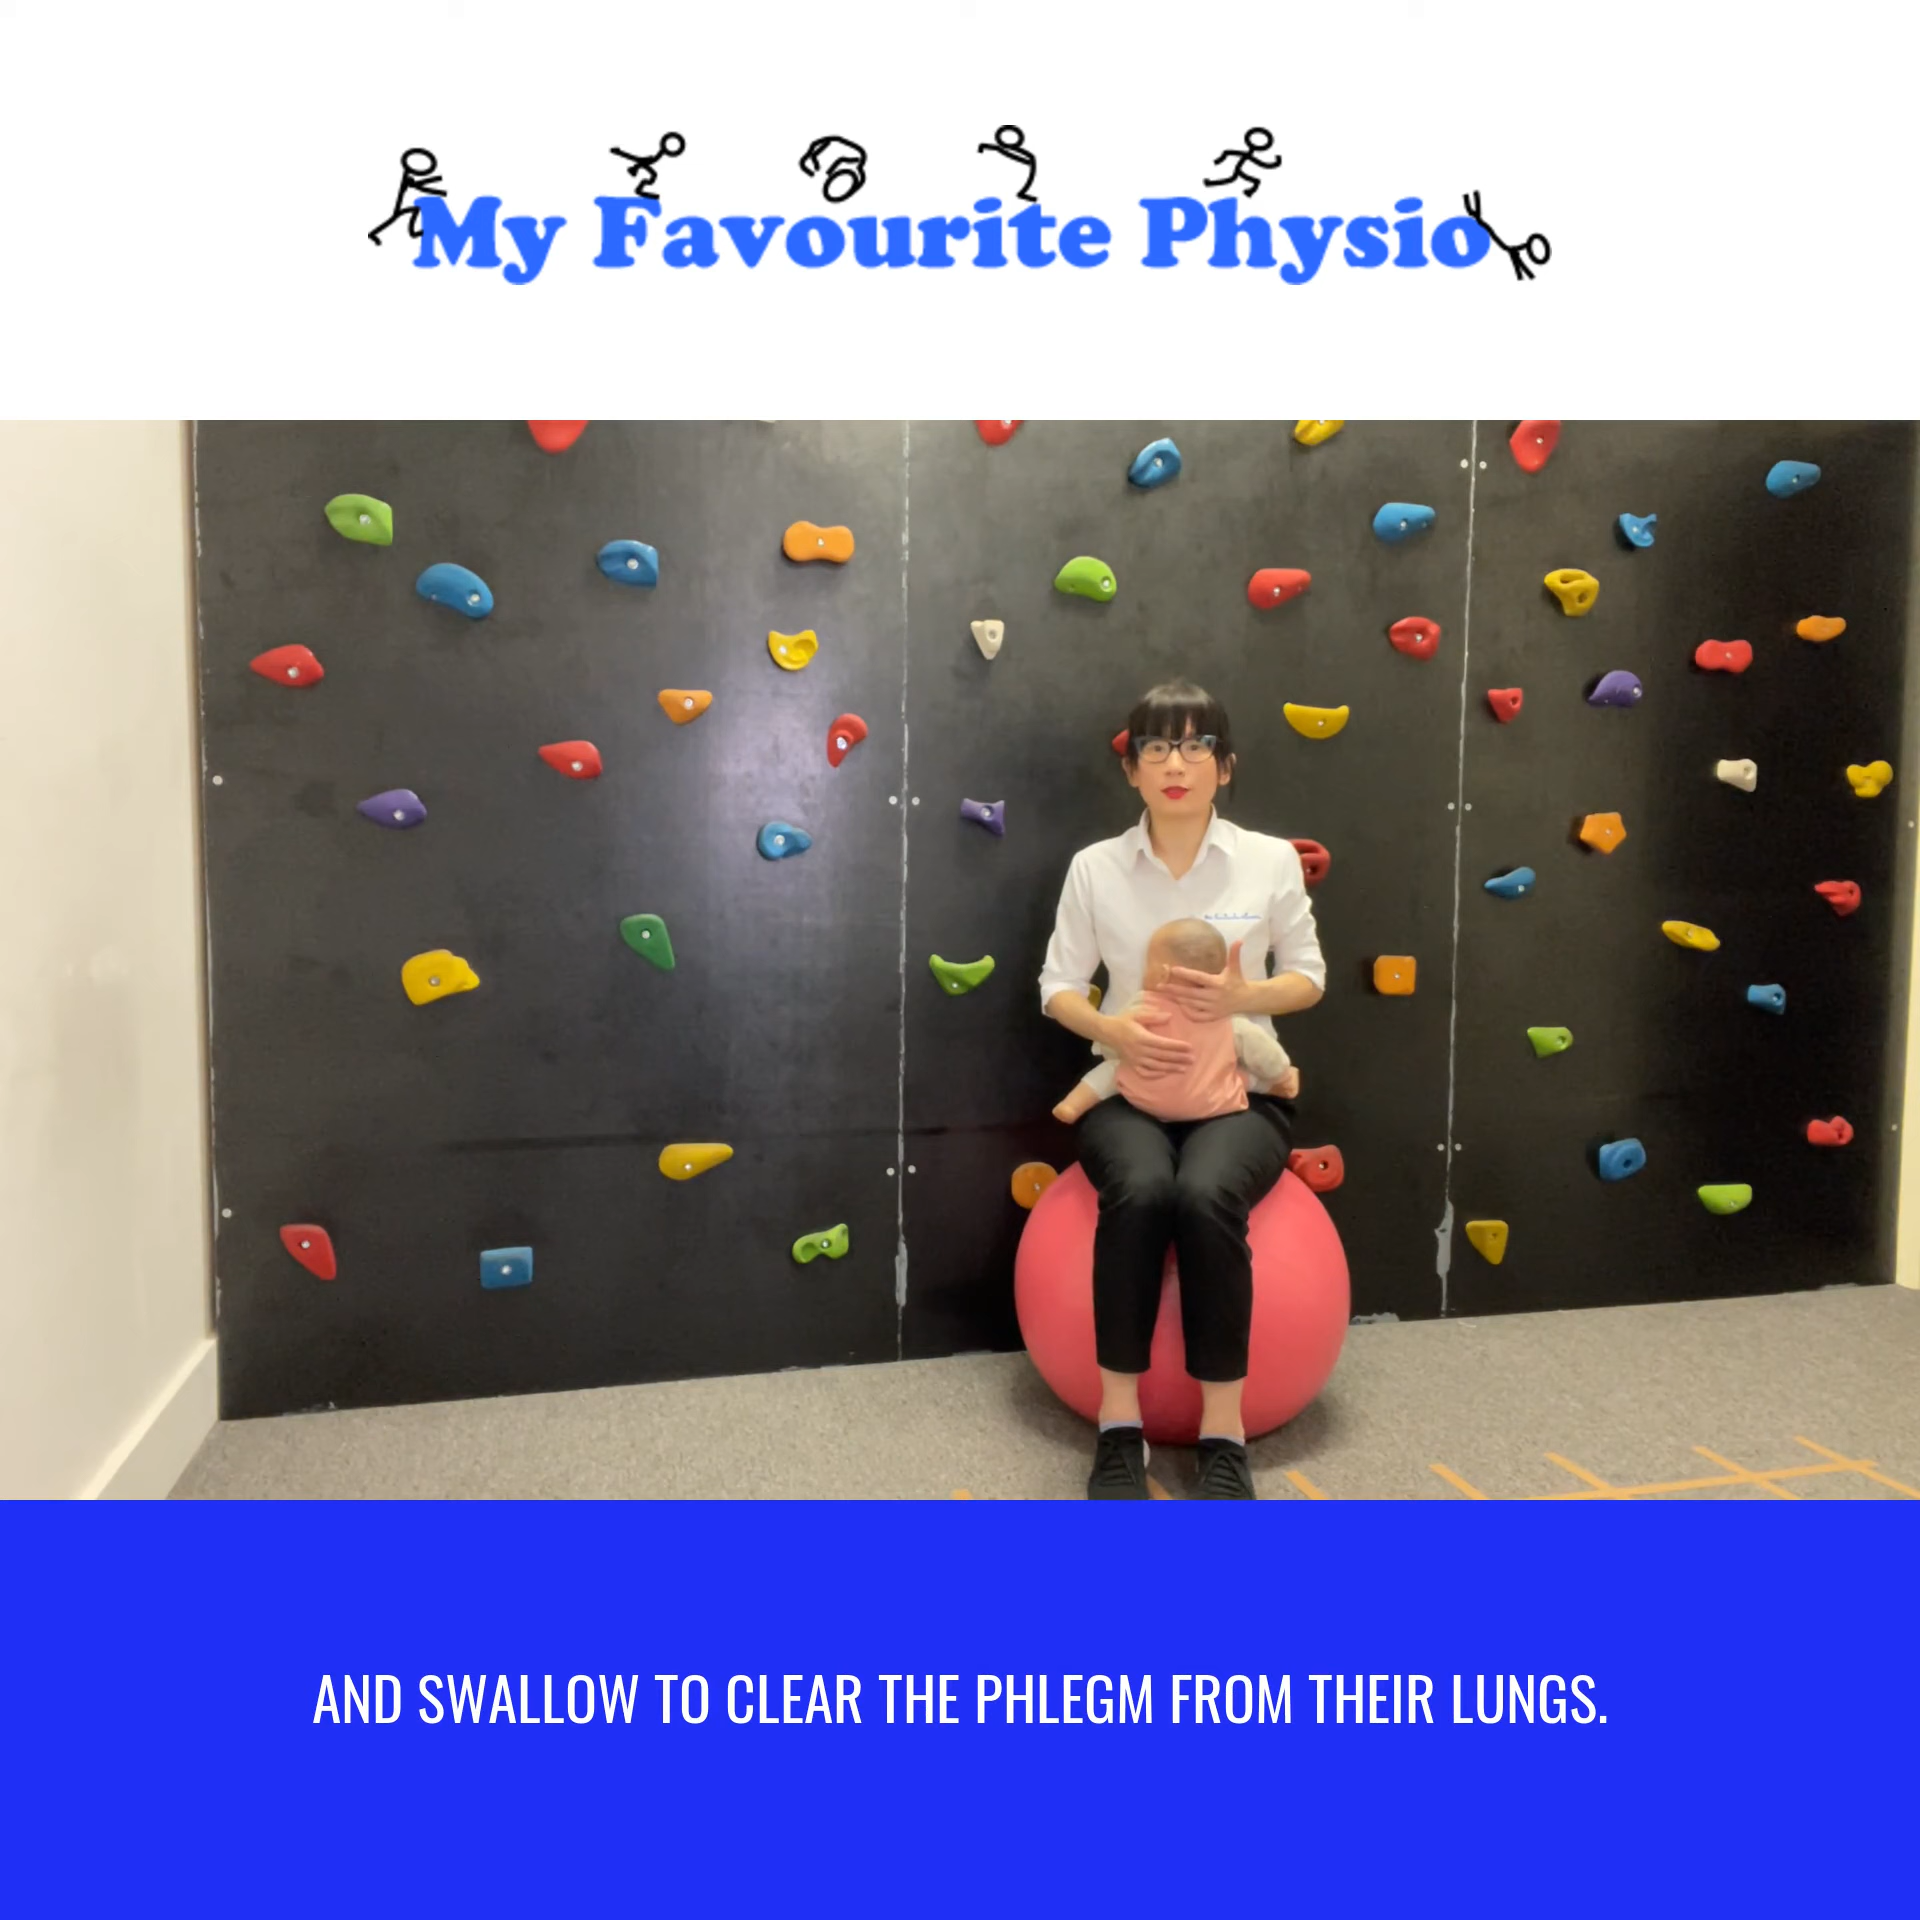 My Favourite Physio
AND SWALLOW TO CLEAR THE PHLEGM FROM THEIR LUNGS.